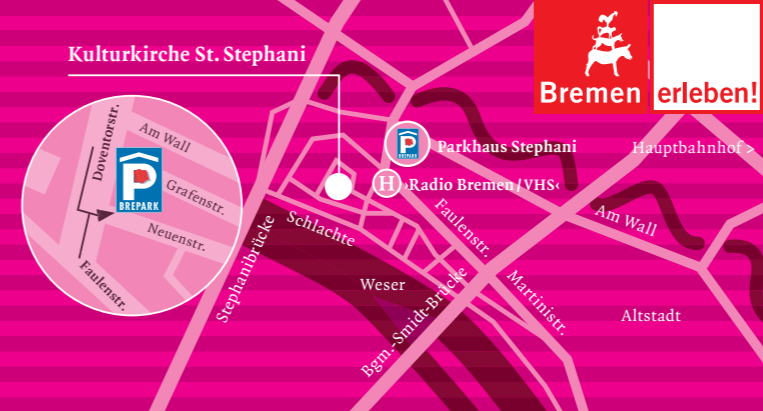 Kulturkirche St. Stephani
Bremen erleben!
Doventorstr.
Am Wall
P
BREPARK
Grafenstr.
Neuenstr.
Faulenstr.
P
BREPARK
Parkhaus Stephani
Hauptbahnhof >
H ›Radio Bremen/VHS‹
Stephanibrücke
Schlachte
Faulenstr.
Am Wall
Weser
Bgm.-Smidt-Brücke
Martinistr.
Altstadt